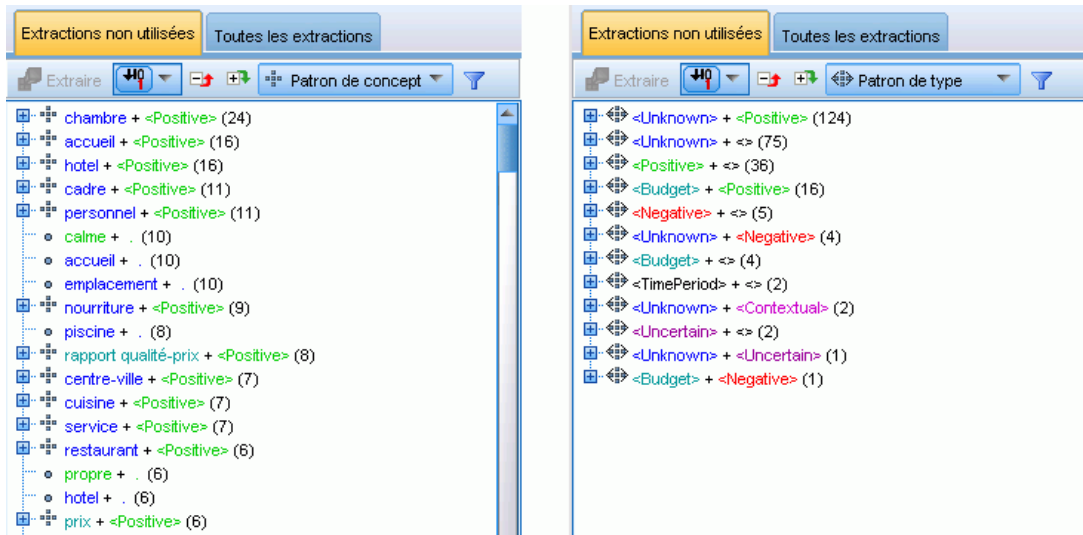 Extractions non utilisées Toutes les extractions
Extraire Patron de concept
chambre + <Positive> (24)
accueil + <Positive> (16)
hotel + <Positive> (16)
cadre + <Positive> (11)
personnel + <Positive> (11)
calme + . (10)
accueil + . (10)
emplacement + . (10)
nourriture + <Positive> (9)
piscine + . (8)
rapport qualité-prix + <Positive> (8)
centre-ville + <Positive> (7)
cuisine + <Positive> (7)
service + <Positive> (7)
restaurant + <Positive> (6)
propre + . (6)
hotel + . (6)
prix + <Positive> (6)
Extractions non utilisées Toutes les extractions
Extraire Patron de type
<Unknown> + <Positive> (124)
<Unknown> + <> (75)
<Positive> + <> (36)
<Budget> + <Positive> (16)
<Negative> + <> (5)
<Unknown> + <Negative> (4)
<Budget> + <> (4)
<TimePeriod> + <> (2)
<Unknown> + <Contextual> (2)
<Uncertain> + <> (2)
<Unknown> + <Uncertain> (1)
<Budget> + <Negative> (1)